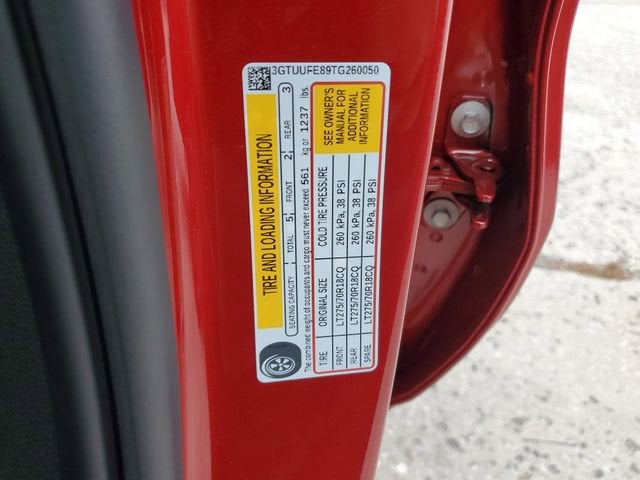 3GTUUFE89TG260050
TIRE AND LOADING INFORMATION
SEATING CAPACITY TOTAL 5 FRONT 2 REAR 3
The combined weight of occupants and cargo must never exceed 561 kg or 1237 lbs.
TIRE ORIGINAL SIZE COLD TIRE PRESSURE
FRONT LT275/70R18CQ 260 kPa, 38 PSI
REAR LT275/70R18CQ 260 kPa, 38 PSI
SPARE LT275/70R18CQ 260 kPa, 38 PSI
SEE OWNER'S
MANUAL FOR
ADDITIONAL
INFORMATION